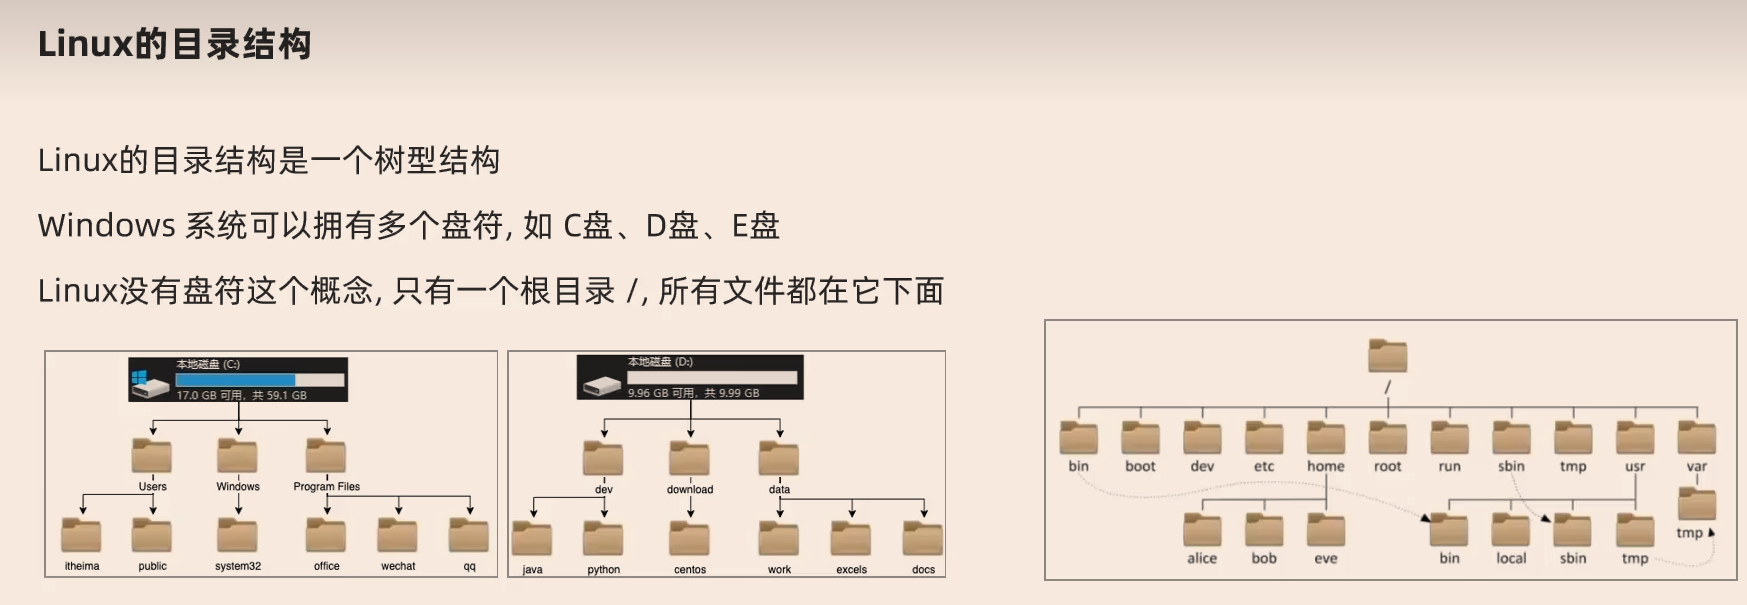 Linux的目录结构
Linux的目录结构是一个树型结构
Windows 系统可以拥有多个盘符, 如 C盘、D盘、E盘
Linux没有盘符这个概念, 只有一个根目录 /, 所有文件都在它下面
本地磁盘 (C:)
17.0 GB 可用，共 59.1 GB
Users Windows Program Files
itheima public system32 office wechat qq
本地磁盘 (D:)
9.96 GB 可用，共 9.99 GB
dev download data
java python centos work excels docs
/
bin boot dev etc home root run sbin tmp usr var
tmp
alice bob eve bin local sbin tmp